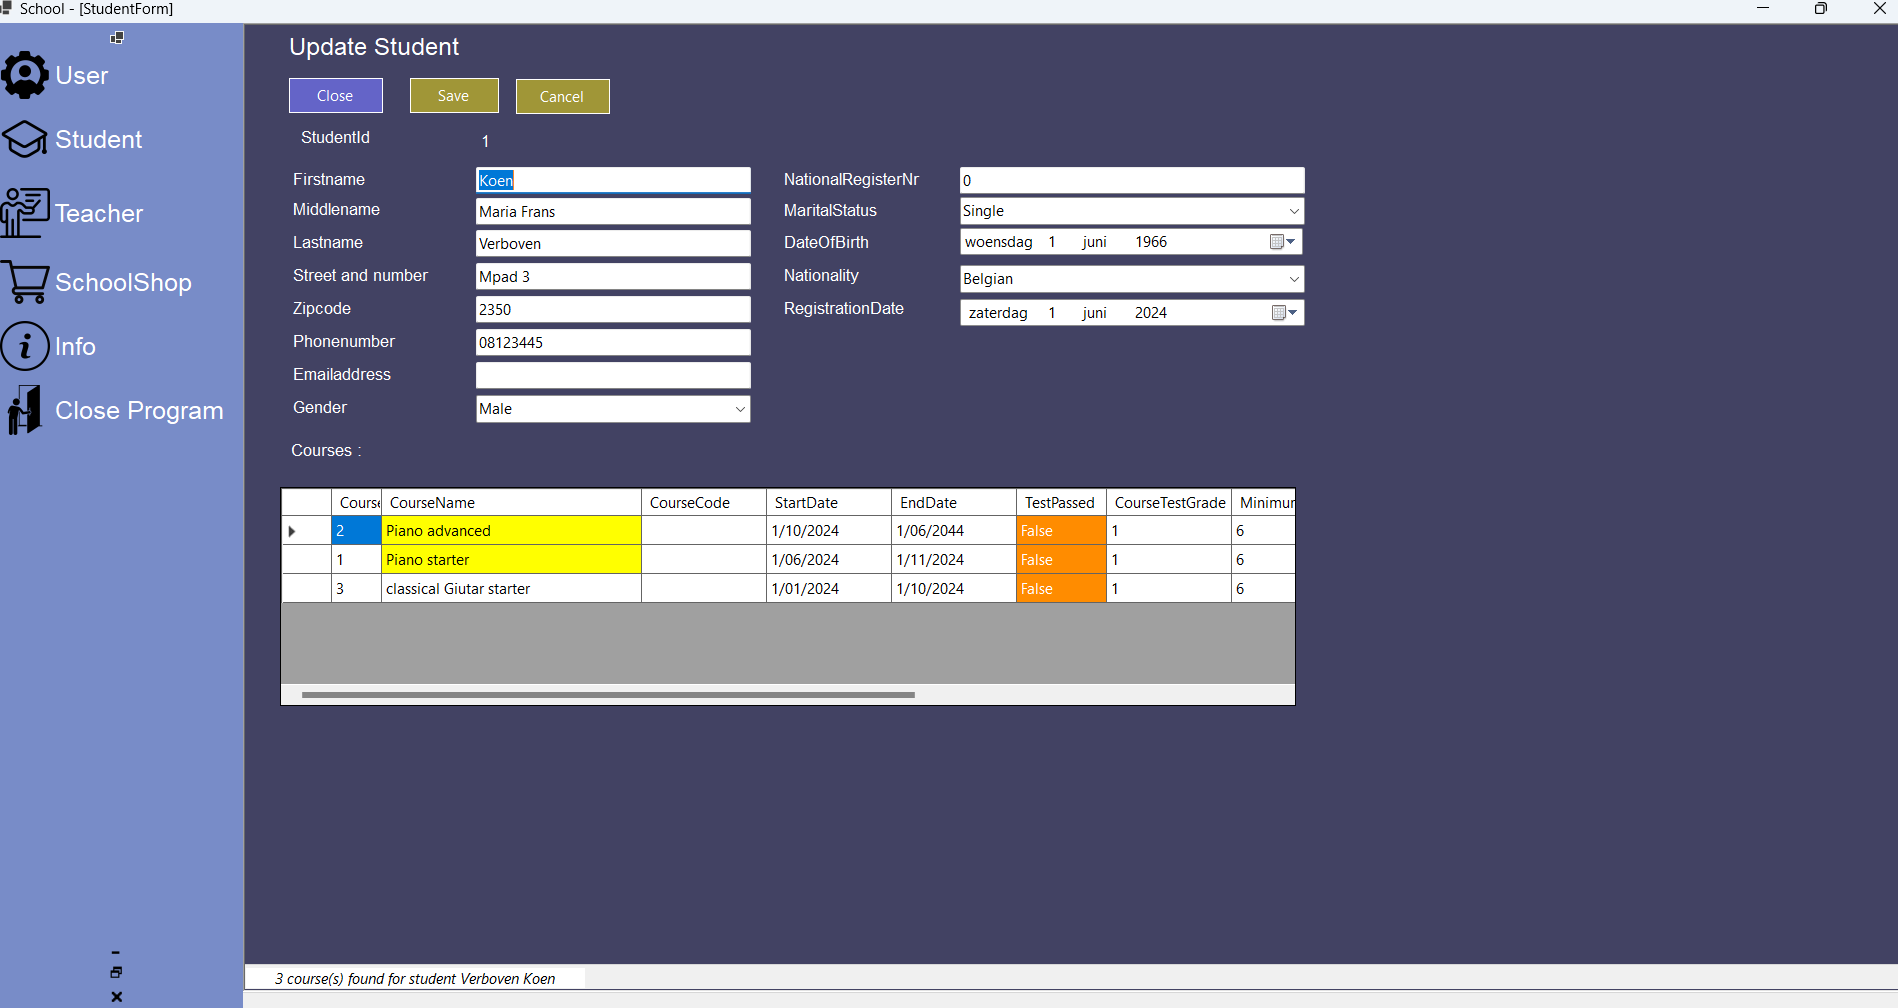 School - [StudentForm]
User
Student
Teacher
SchoolShop
Info
Close Program
Update Student
Close Save Cancel
StudentId 1
Firstname Koen
Middlename Maria Frans
Lastname Verboven
Street and number Mpad 3
Zipcode 2350
Phonenumber 08123445
Emailaddress
Gender Male
NationalRegisterNr 0
MaritalStatus Single
DateOfBirth woensdag 1 juni 1966
Nationality Belgian
RegistrationDate zaterdag 1 juni 2024
Courses :
Course CourseName CourseCode StartDate EndDate TestPassed CourseTestGrade Minimum
2 Piano advanced 1/10/2024 1/06/2044 False 1 6
1 Piano starter 1/06/2024 1/11/2024 False 1 6
3 classical Giutar starter 1/01/2024 1/10/2024 False 1 6
3 course(s) found for student Verboven Koen